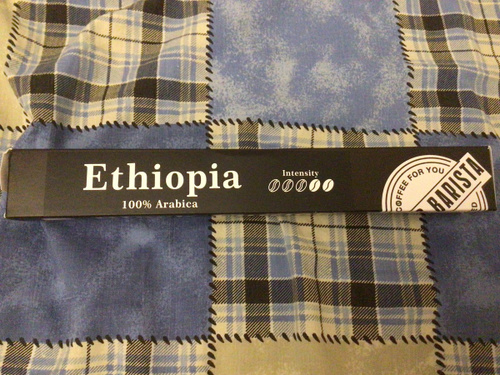 Ethiopia
100% Arabica
Intensity
COFFEE FOR YOU
BARISTA